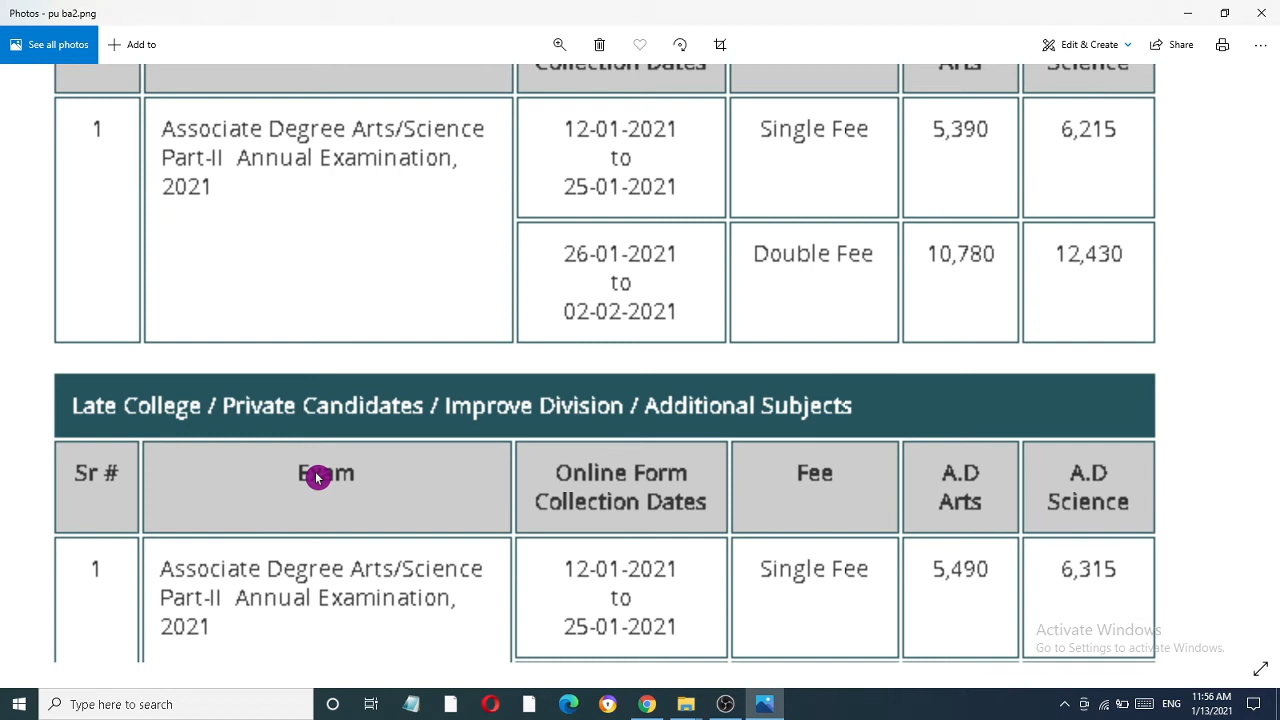 Photos - pu ba2.png
See all photos
Add to
Edit & Create
Share
Collection Dates
Arts
Science
1
Associate Degree Arts/Science
Part-II Annual Examination,
2021
12-01-2021
to
25-01-2021
Single Fee
5,390
6,215
26-01-2021
to
02-02-2021
Double Fee
10,780
12,430
Late College / Private Candidates / Improve Division / Additional Subjects
Sr #
Exam
Online Form
Collection Dates
Fee
A.D
Arts
A.D
Science
1
Associate Degree Arts/Science
Part-II Annual Examination,
2021
12-01-2021
to
25-01-2021
Single Fee
5,490
6,315
Activate Windows
Go to Settings to activate Windows.
Type here to search
ENG
11:56 AM
1/13/2021